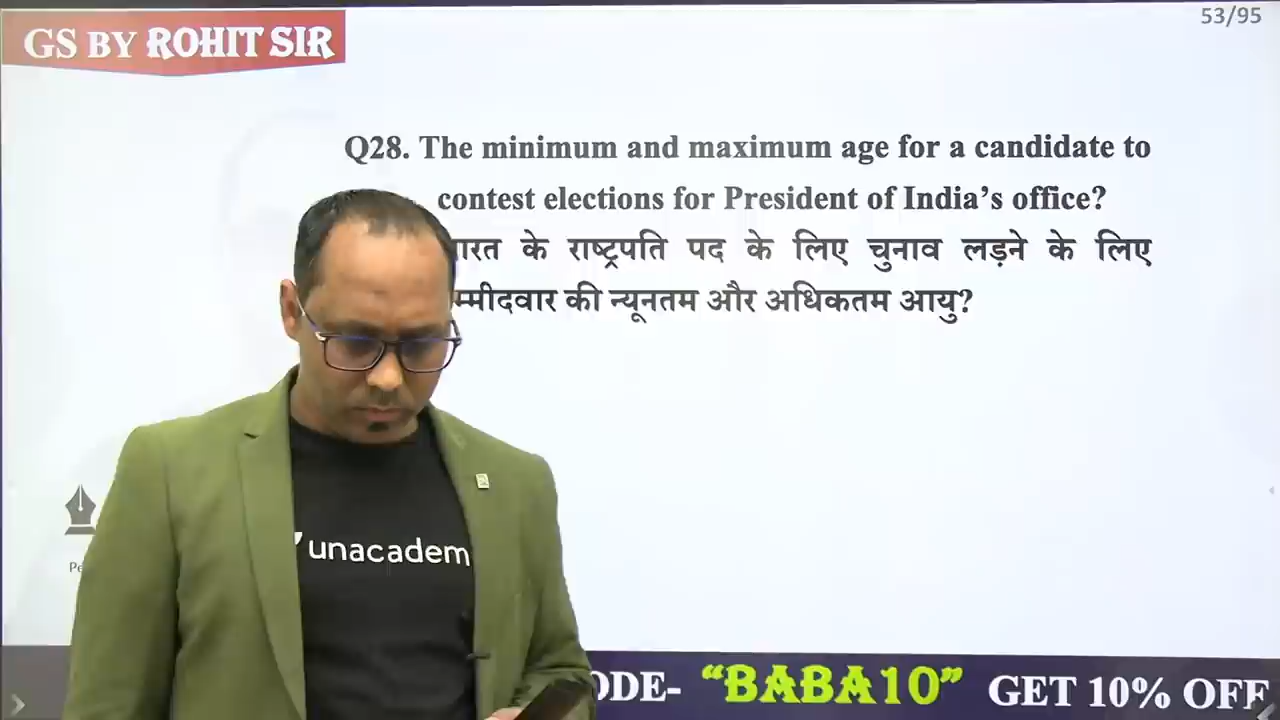 53/95
GS BY ROHIT SIR
Q28. The minimum and maximum age for a candidate to
contest elections for President of India's office?
के राष्ट्रपति पद के लिए चुनाव लड़ने के लिए
की न्यूनतम और अधिकतम आयु?
unacadem
"BABA10" GET 10% OFF